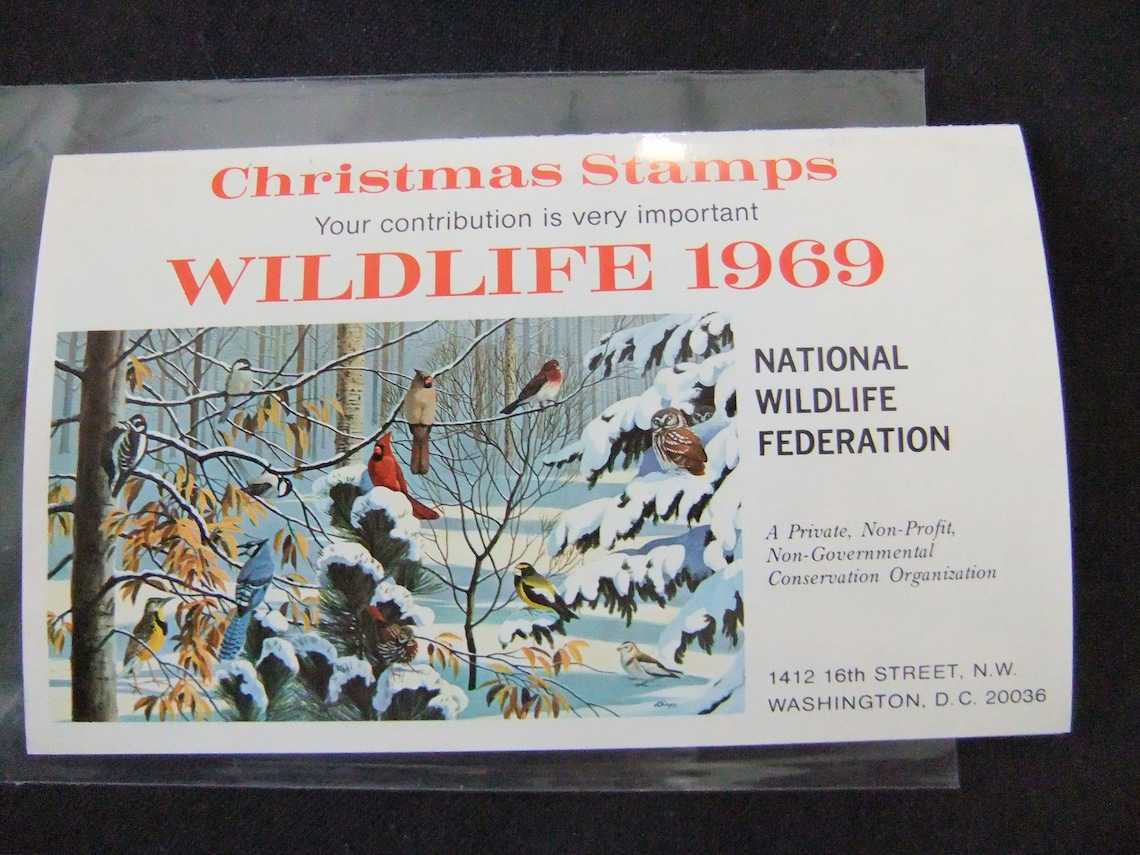 Christmas Stamps
Your contribution is very important
WILDLIFE 1969
NATIONAL
WILDLIFE
FEDERATION
A Private, Non-Profit,
Non-Governmental
Conservation Organization
1412 16th STREET, N.W.
WASHINGTON, D.C. 20036